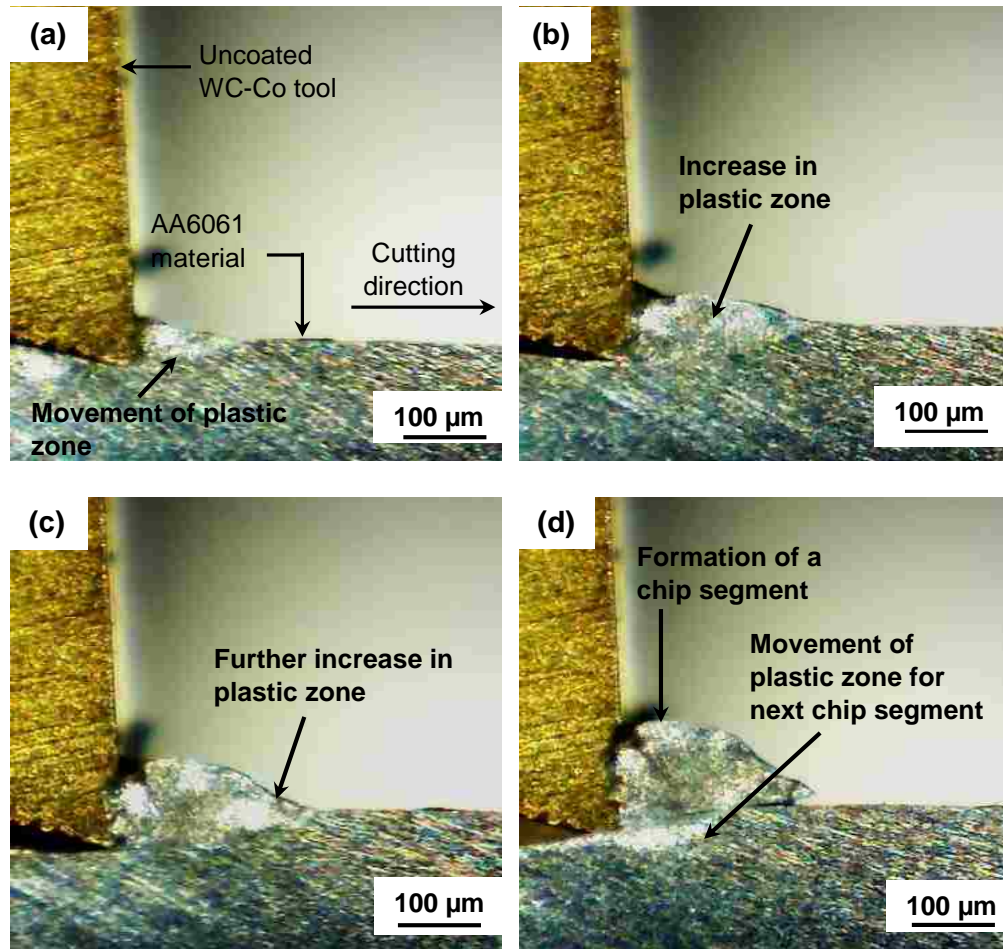 (a)
Uncoated
WC-Co tool
AA6061
material
Cutting
direction
Movement of plastic
zone
100 µm
(b)
Increase in
plastic zone
100 µm
(c)
Further increase in
plastic zone
100 µm
(d)
Formation of a
chip segment
Movement of
plastic zone for
next chip segment
100 µm